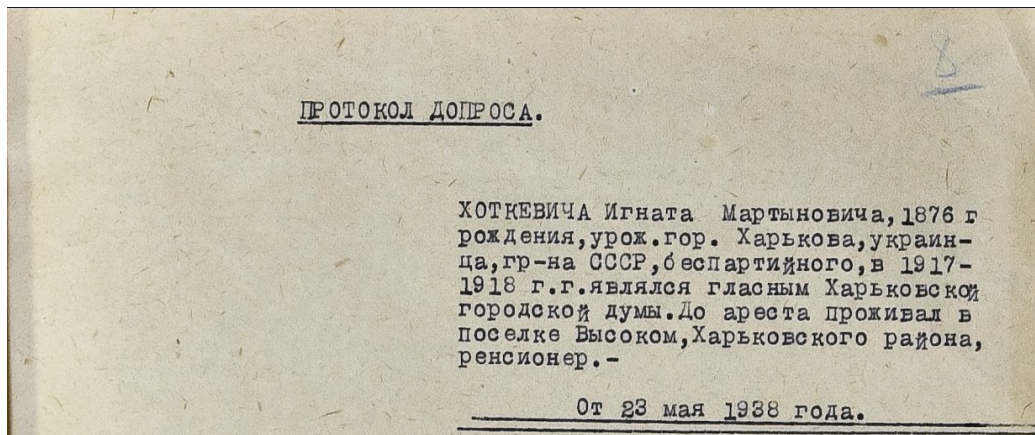 8
ПРОТОКОЛ ДОПРОСА.
ХОТКЕВИЧА Игната Мартыновича,1876 г
рождения,урож.гор. Харькова,украин-
ца,гр-на СССР,беспартийного,в 1917-
1918 г.г.являлся гласным Харьковской
городской думы.До ареста проживал в
поселке Высоком,Харьковского района,
ренсионер.-
От 23 мая 1938 года.